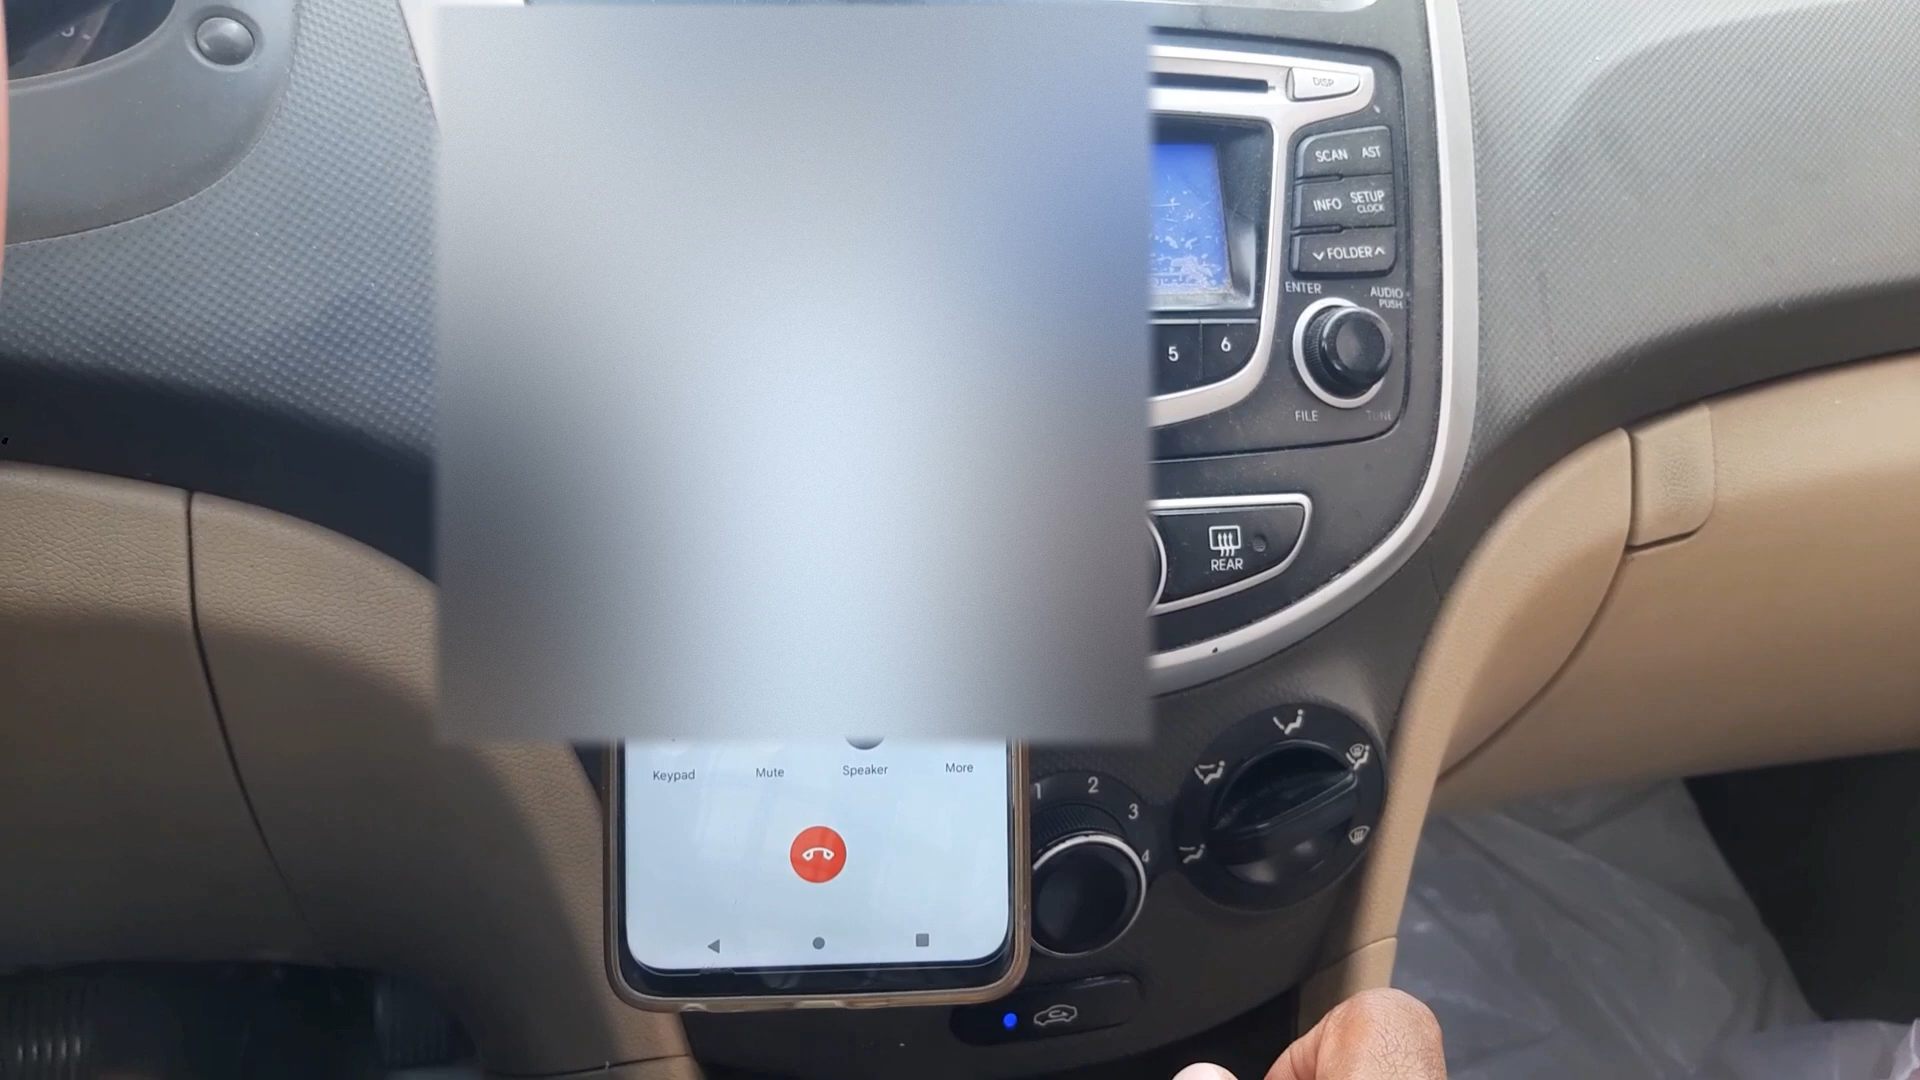 DISP
SCAN AST
INFO SETUP
CLOCK
FOLDER
ENTER AUDIO
PUSH
5 6
FILE TUNE
REAR
Keypad Mute Speaker More
1 2 3 4